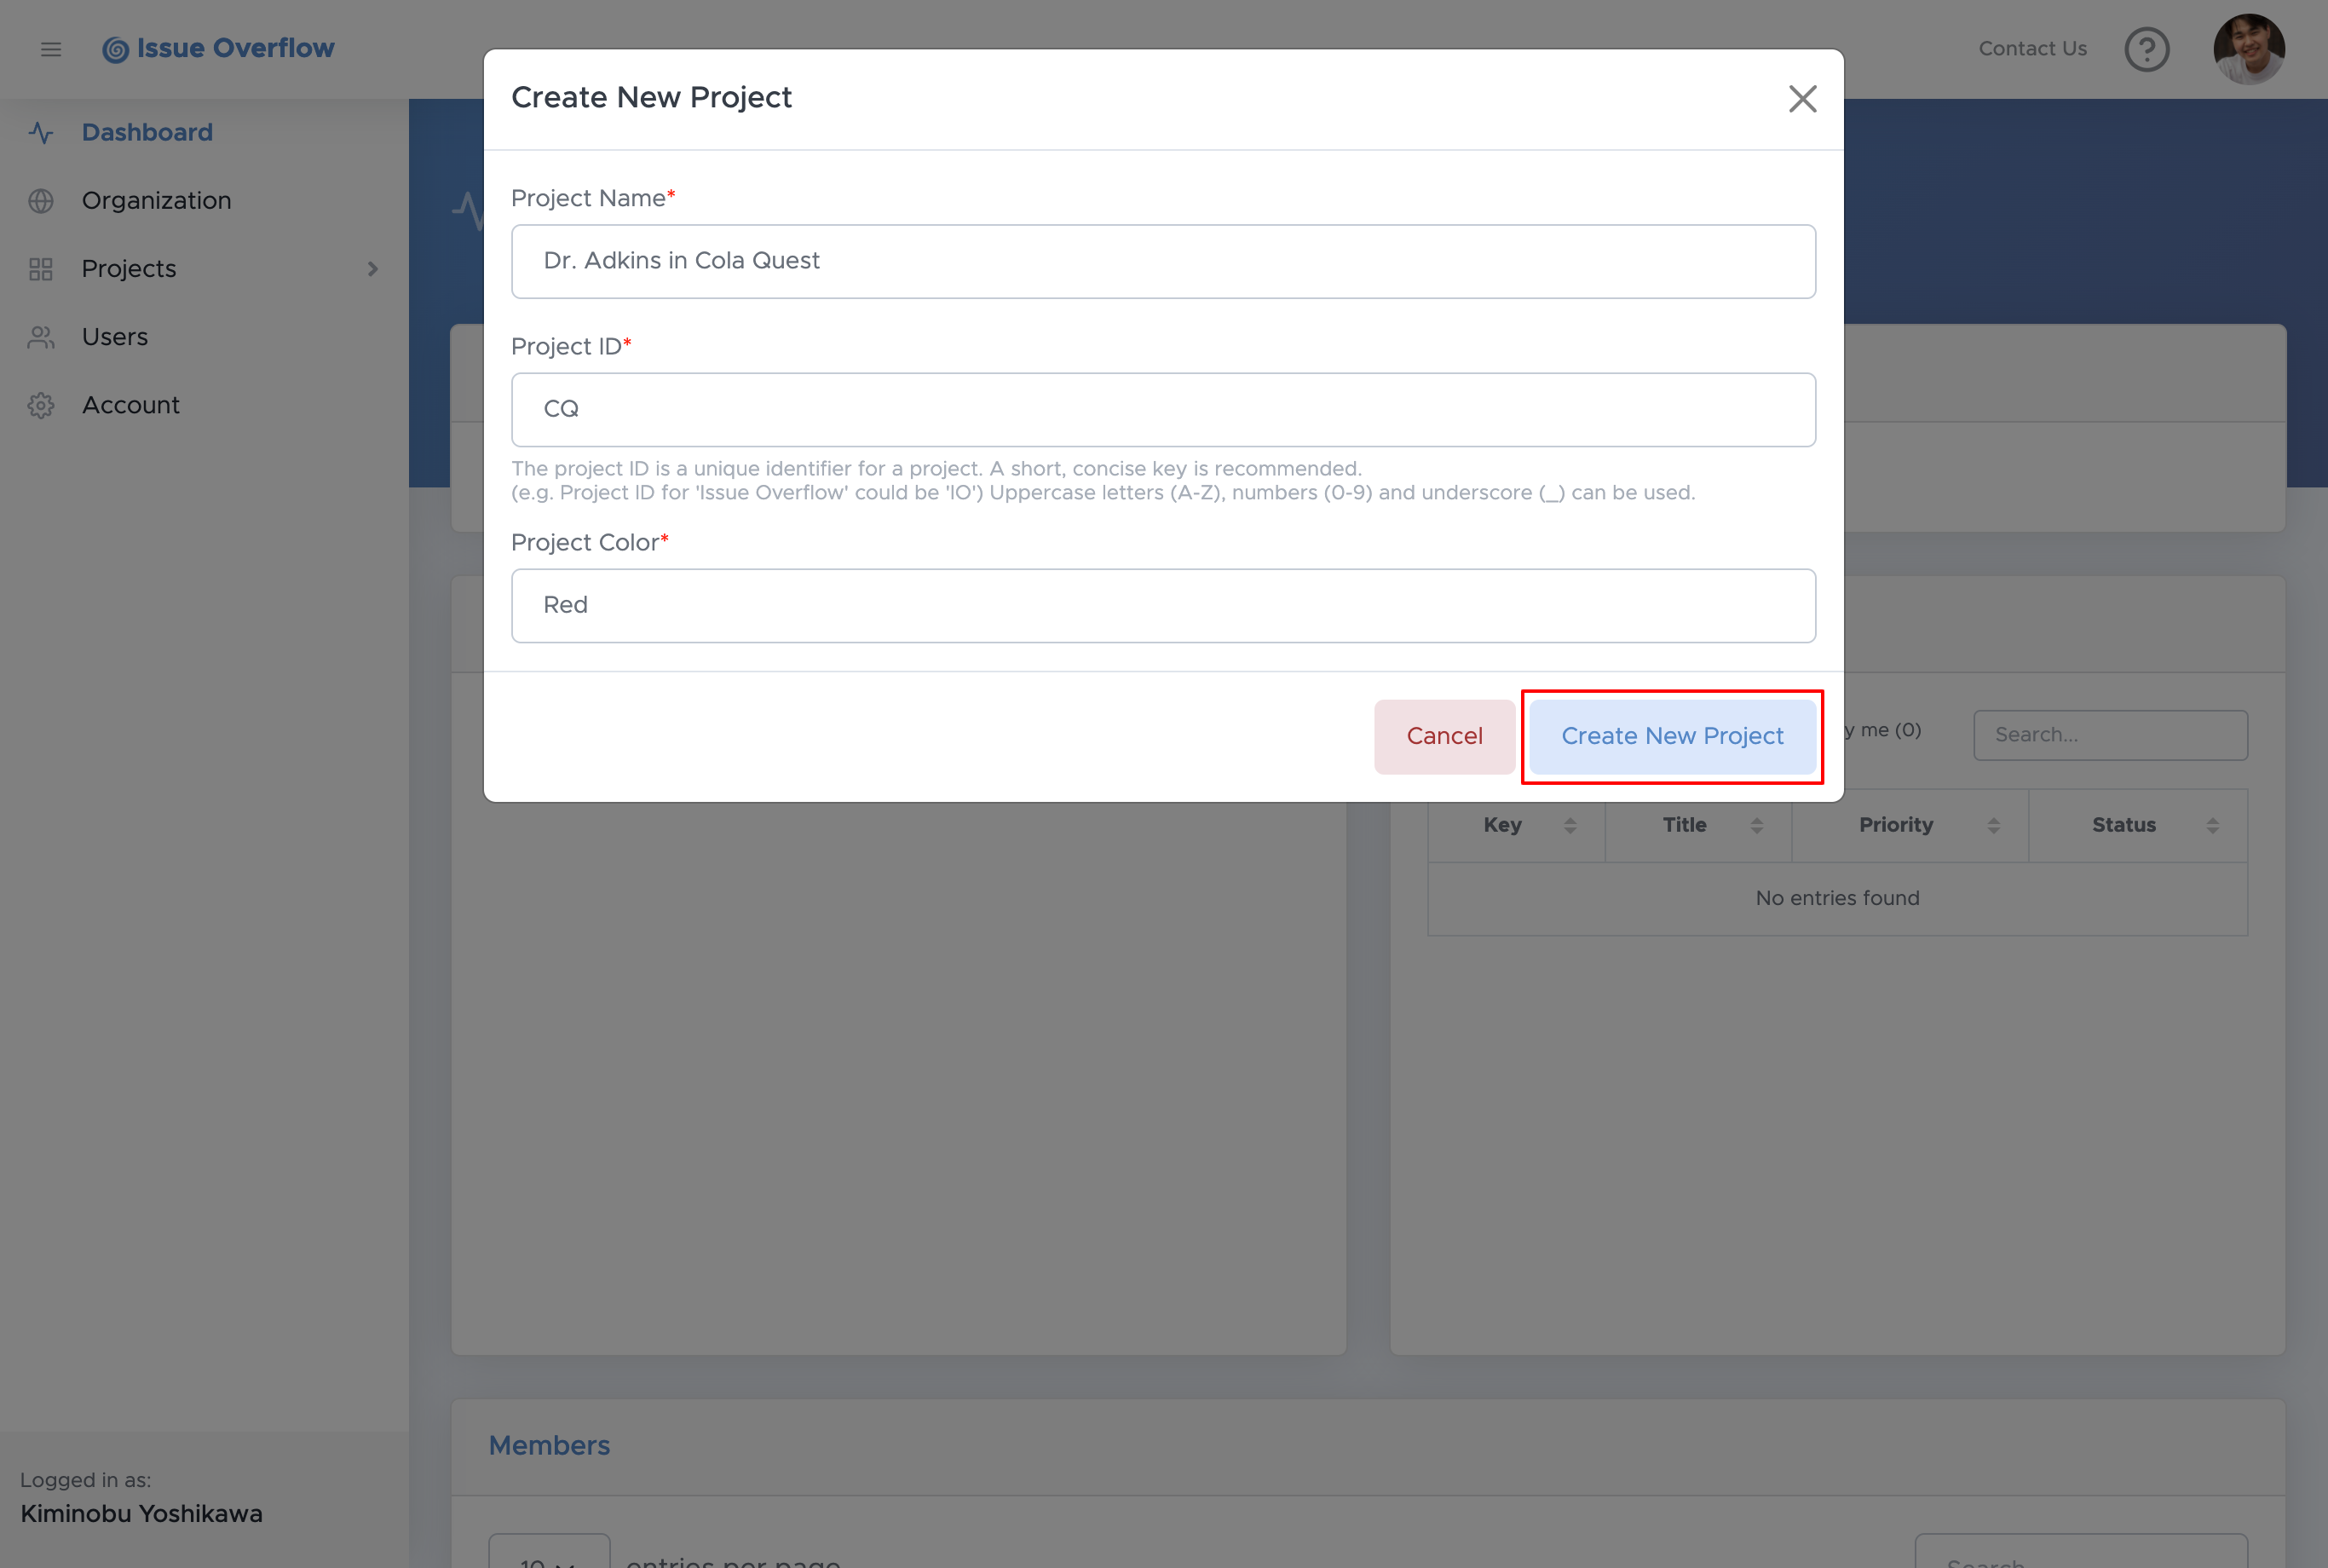 Issue Overflow
Contact Us
?
Dashboard
Organization
Projects
Users
Account
Create New Project
Project Name*
Dr. Adkins in Cola Quest
Project ID*
CQ
The project ID is a unique identifier for a project. A short, concise key is recommended.
(e.g. Project ID for 'Issue Overflow' could be 'IO') Uppercase letters (A-Z), numbers (0-9) and underscore (_) can be used.
Project Color*
Red
Cancel
Create New Project
y me (0)
Search...
Key
Title
Priority
Status
No entries found
Members
10
entries per page
Search...
Logged in as:
Kiminobu Yoshikawa